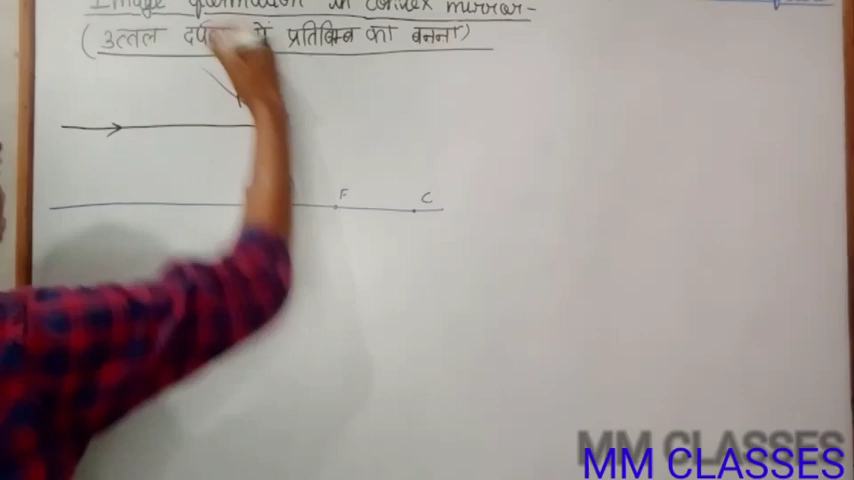 Image formation in convex mirror-
(उत्तल दर्पण में प्रतिबिम्ब का बनना)
F
C
MM CLASSES